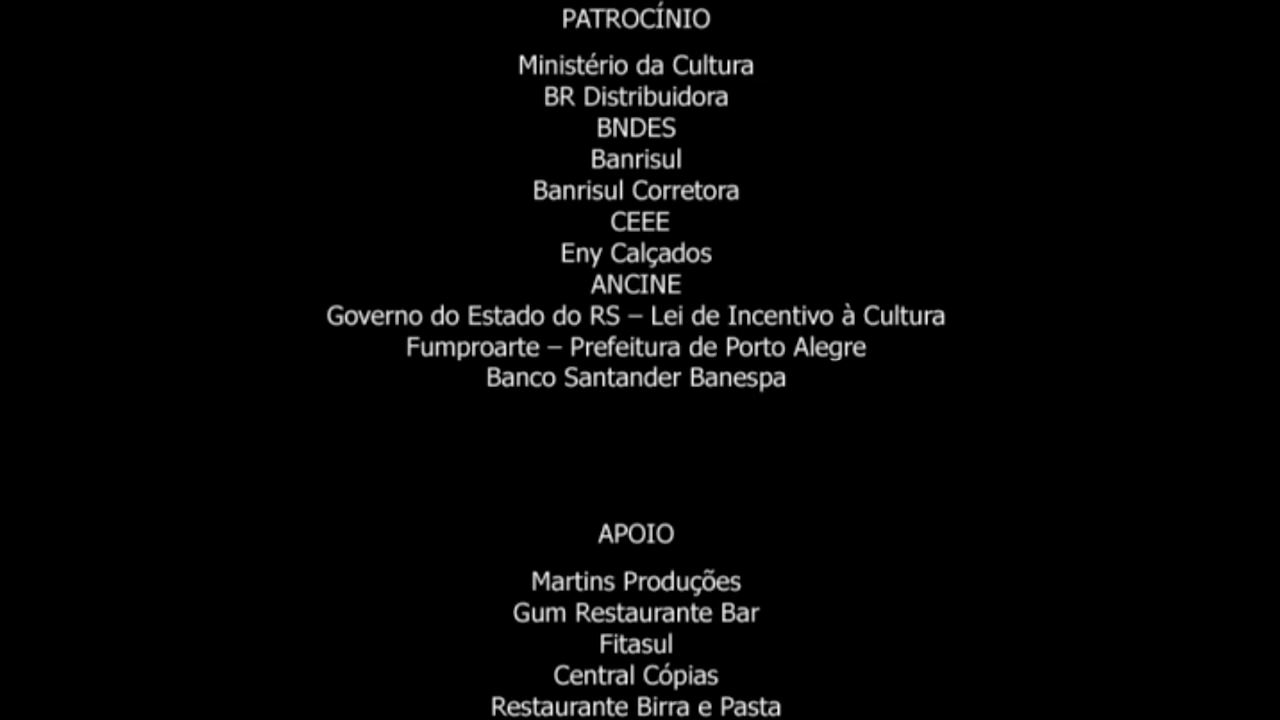 PATROCÍNIO
Ministério da Cultura
BR Distribuidora
BNDES
Banrisul
Banrisul Corretora
CEEE
Eny Calçados
ANCINE
Governo do Estado do RS – Lei de Incentivo à Cultura
Fumproarte – Prefeitura de Porto Alegre
Banco Santander Banespa
APOIO
Martins Produções
Gum Restaurante Bar
Fitasul
Central Cópias
Restaurante Birra e Pasta